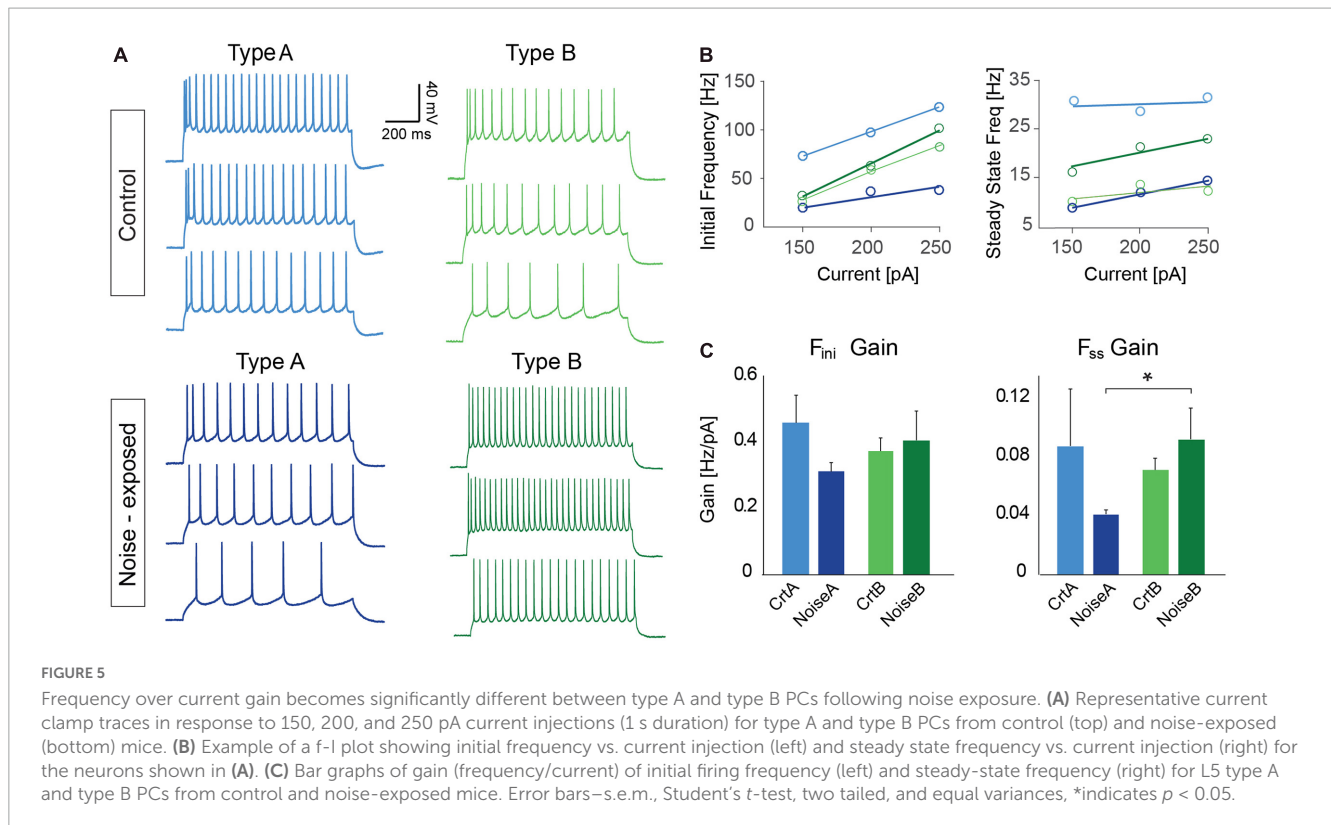 A
Type A
Type B
40 mV
200 ms
Control
Type A
Type B
Noise - exposed
B
Initial Frequency [Hz]
150
100
50
0
150 200 250
Current [pA]
Steady State Freq [Hz]
35
25
15
5
150 200 250
Current [pA]
C
Fini Gain
Gain [Hz/pA]
0.6
0.4
0.2
0
CrtA
NoiseA
CrtB
NoiseB
Fss Gain
*
0.12
0.08
0.04
0
CrtA
NoiseA
CrtB
NoiseB
FIGURE 5
Frequency over current gain becomes significantly different between type A and type B PCs following noise exposure. (A) Representative current
clamp traces in response to 150, 200, and 250 pA current injections (1 s duration) for type A and type B PCs from control (top) and noise-exposed
(bottom) mice. (B) Example of a f-I plot showing initial frequency vs. current injection (left) and steady state frequency vs. current injection (right) for
the neurons shown in (A). (C) Bar graphs of gain (frequency/current) of initial firing frequency (left) and steady-state frequency (right) for L5 type A
and type B PCs from control and noise-exposed mice. Error bars–s.e.m., Student's t-test, two tailed, and equal variances, *indicates p < 0.05.